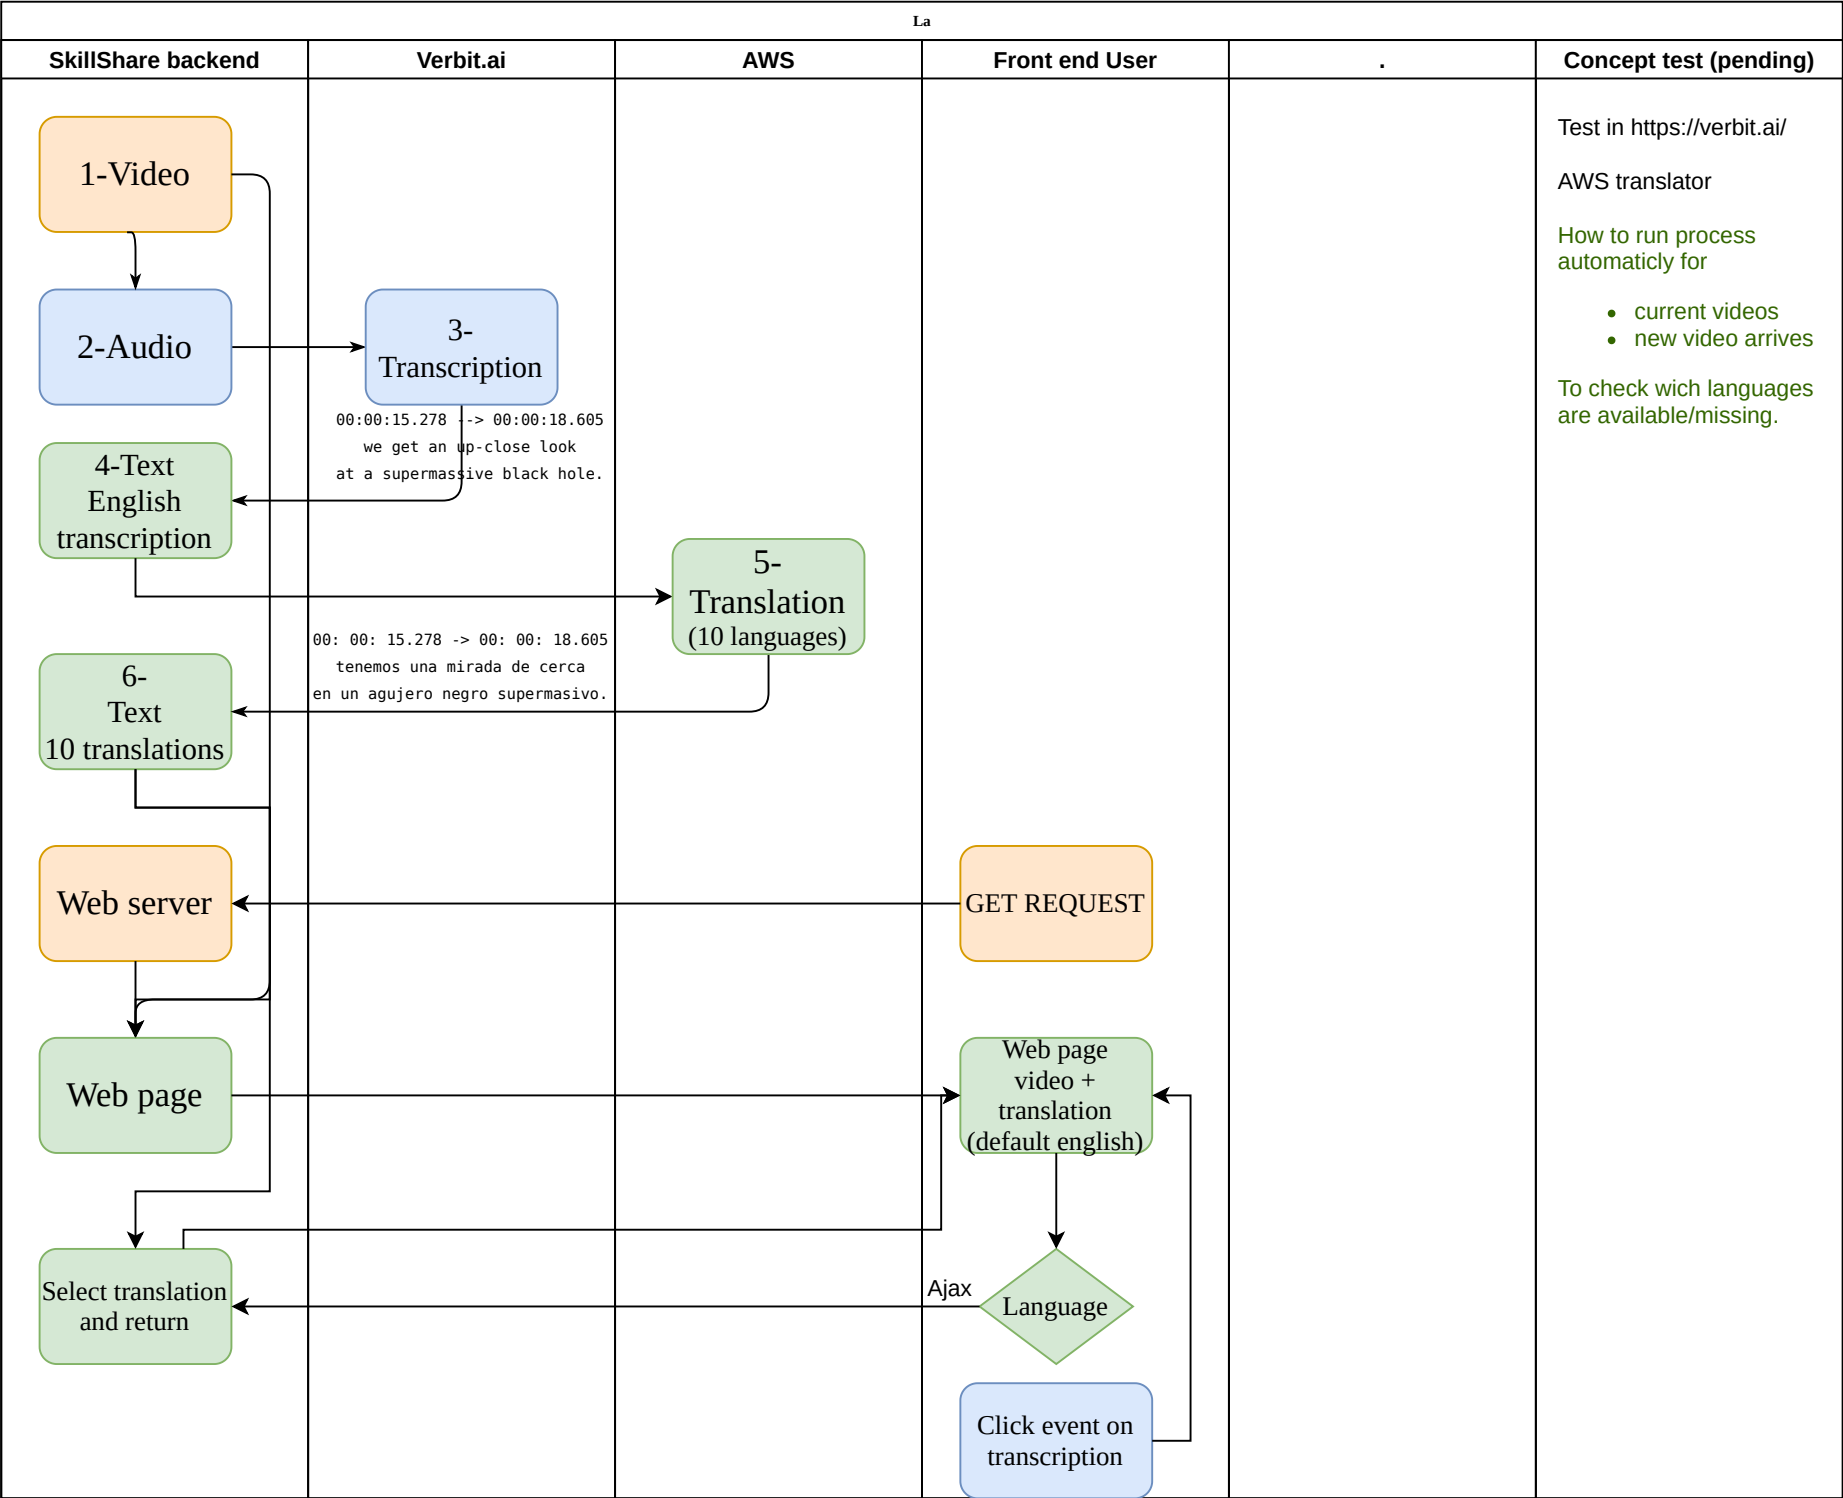 La
SkillShare backend
Verbit.ai
AWS
Front end User
.
Concept test (pending)
1-Video
2-Audio
3-
Transcription
00:00:15.278 --> 00:00:18.605
we get an up-close look
at a supermassive black hole.
4-Text
English
transcription
5-
Translation
(10 languages)
00: 00: 15.278 -> 00: 00: 18.605
tenemos una mirada de cerca
en un agujero negro supermasivo.
6-
Text
10 translations
Web server
GET REQUEST
Web page
Web page
video +
translation
(default english)
Select translation
and return
Ajax
Language
Click event on
transcription
Test in https://verbit.ai/
AWS translator
How to run process
automaticly for
• current videos
• new video arrives
To check wich languages
are available/missing.